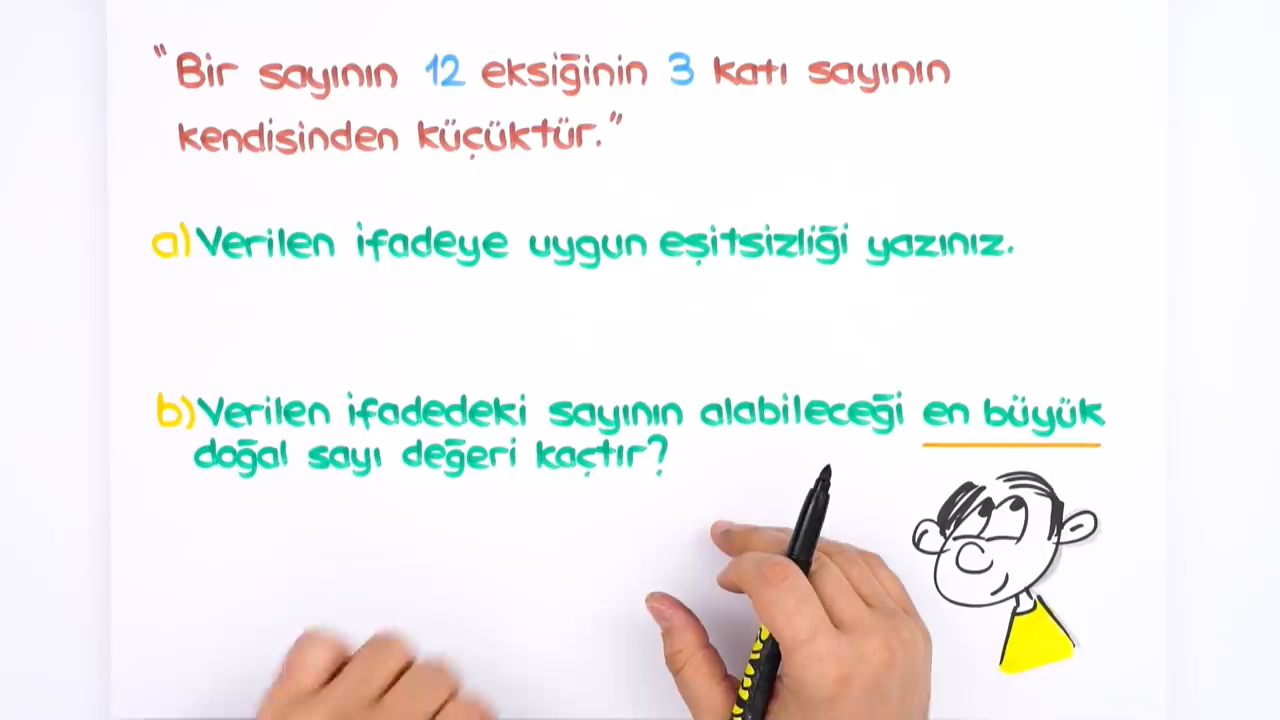 "Bir sayının 12 eksiğinin 3 katı sayının
kendisinden küçüktür."
a) Verilen ifadeye uygun eşitsizliği yazınız.
b) Verilen ifadedeki sayının alabileceği en büyük
doğal sayı değeri kaçtır?